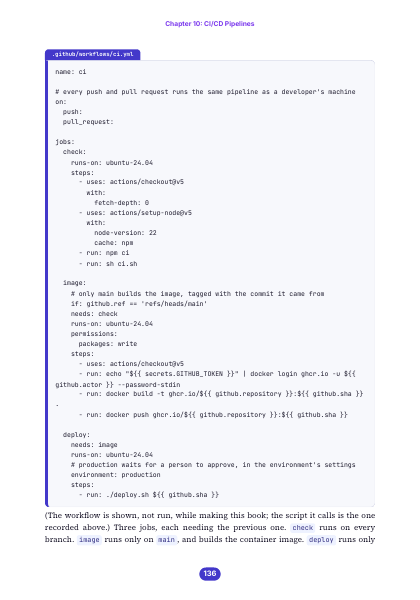 Chapter 10: CI/CD Pipelines
.github/workflows/ci.yml
name: ci
# every push and pull request runs the same pipeline as a developer's machine
on:
  push:
  pull_request:
jobs:
  check:
    runs-on: ubuntu-24.04
    steps:
      - uses: actions/checkout@v5
        with:
          fetch-depth: 0
      - uses: actions/setup-node@v5
        with:
          node-version: 22
          cache: npm
      - run: npm ci
      - run: sh ci.sh
  image:
    # only main builds the image, tagged with the commit it came from
    if: github.ref == 'refs/heads/main'
    needs: check
    runs-on: ubuntu-24.04
    permissions:
      packages: write
    steps:
      - uses: actions/checkout@v5
      - run: echo "${{ secrets.GITHUB_TOKEN }}" | docker login ghcr.io -u ${{
github.actor }} --password-stdin
      - run: docker build -t ghcr.io/${{ github.repository }}:${{ github.sha }}
.
      - run: docker push ghcr.io/${{ github.repository }}:${{ github.sha }}
  deploy:
    needs: image
    runs-on: ubuntu-24.04
    # production waits for a person to approve, in the environment's settings
    environment: production
    steps:
      - run: ./deploy.sh ${{ github.sha }}
(The workflow is shown, not run, while making this book; the script it calls is the one
recorded above.) Three jobs, each needing the previous one. check runs on every
branch. image runs only on main, and builds the container image. deploy runs only
136